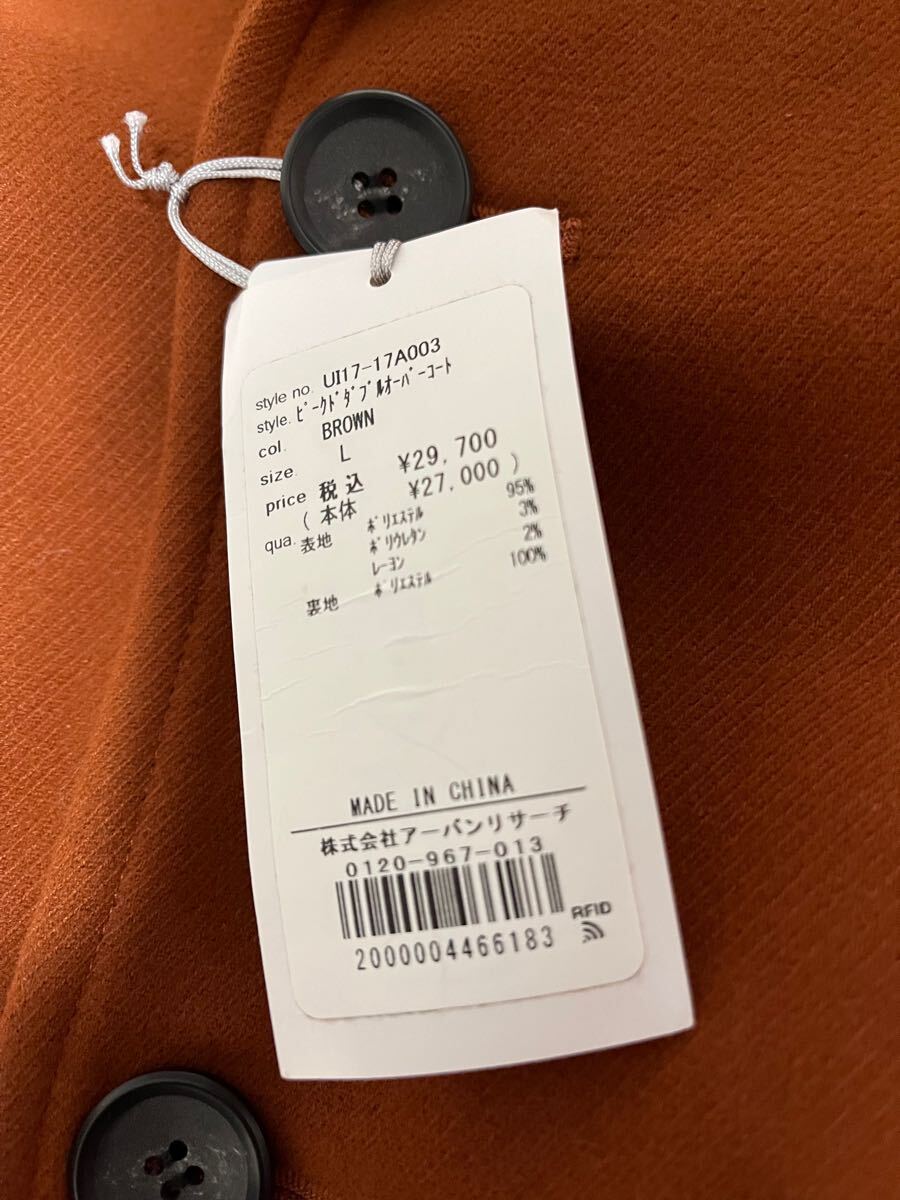 style no. UI17-17A003
style. ﾋﾟｰｸﾄﾞﾀﾞﾌﾞﾙｵｰﾊﾞｰｺｰﾄ
col. BROWN
size. L
price 税込 ¥29,700
(本体 ¥27,000)
qua. 表地 ﾎﾟﾘｴｽﾃﾙ 95%
ﾎﾟﾘｳﾚﾀﾝ 3%
ﾚｰﾖﾝ 2%
裏地 ﾎﾟﾘｴｽﾃﾙ 100%
MADE IN CHINA
株式会社アーバンリサーチ
0120-967-013
RFID
2000004466183